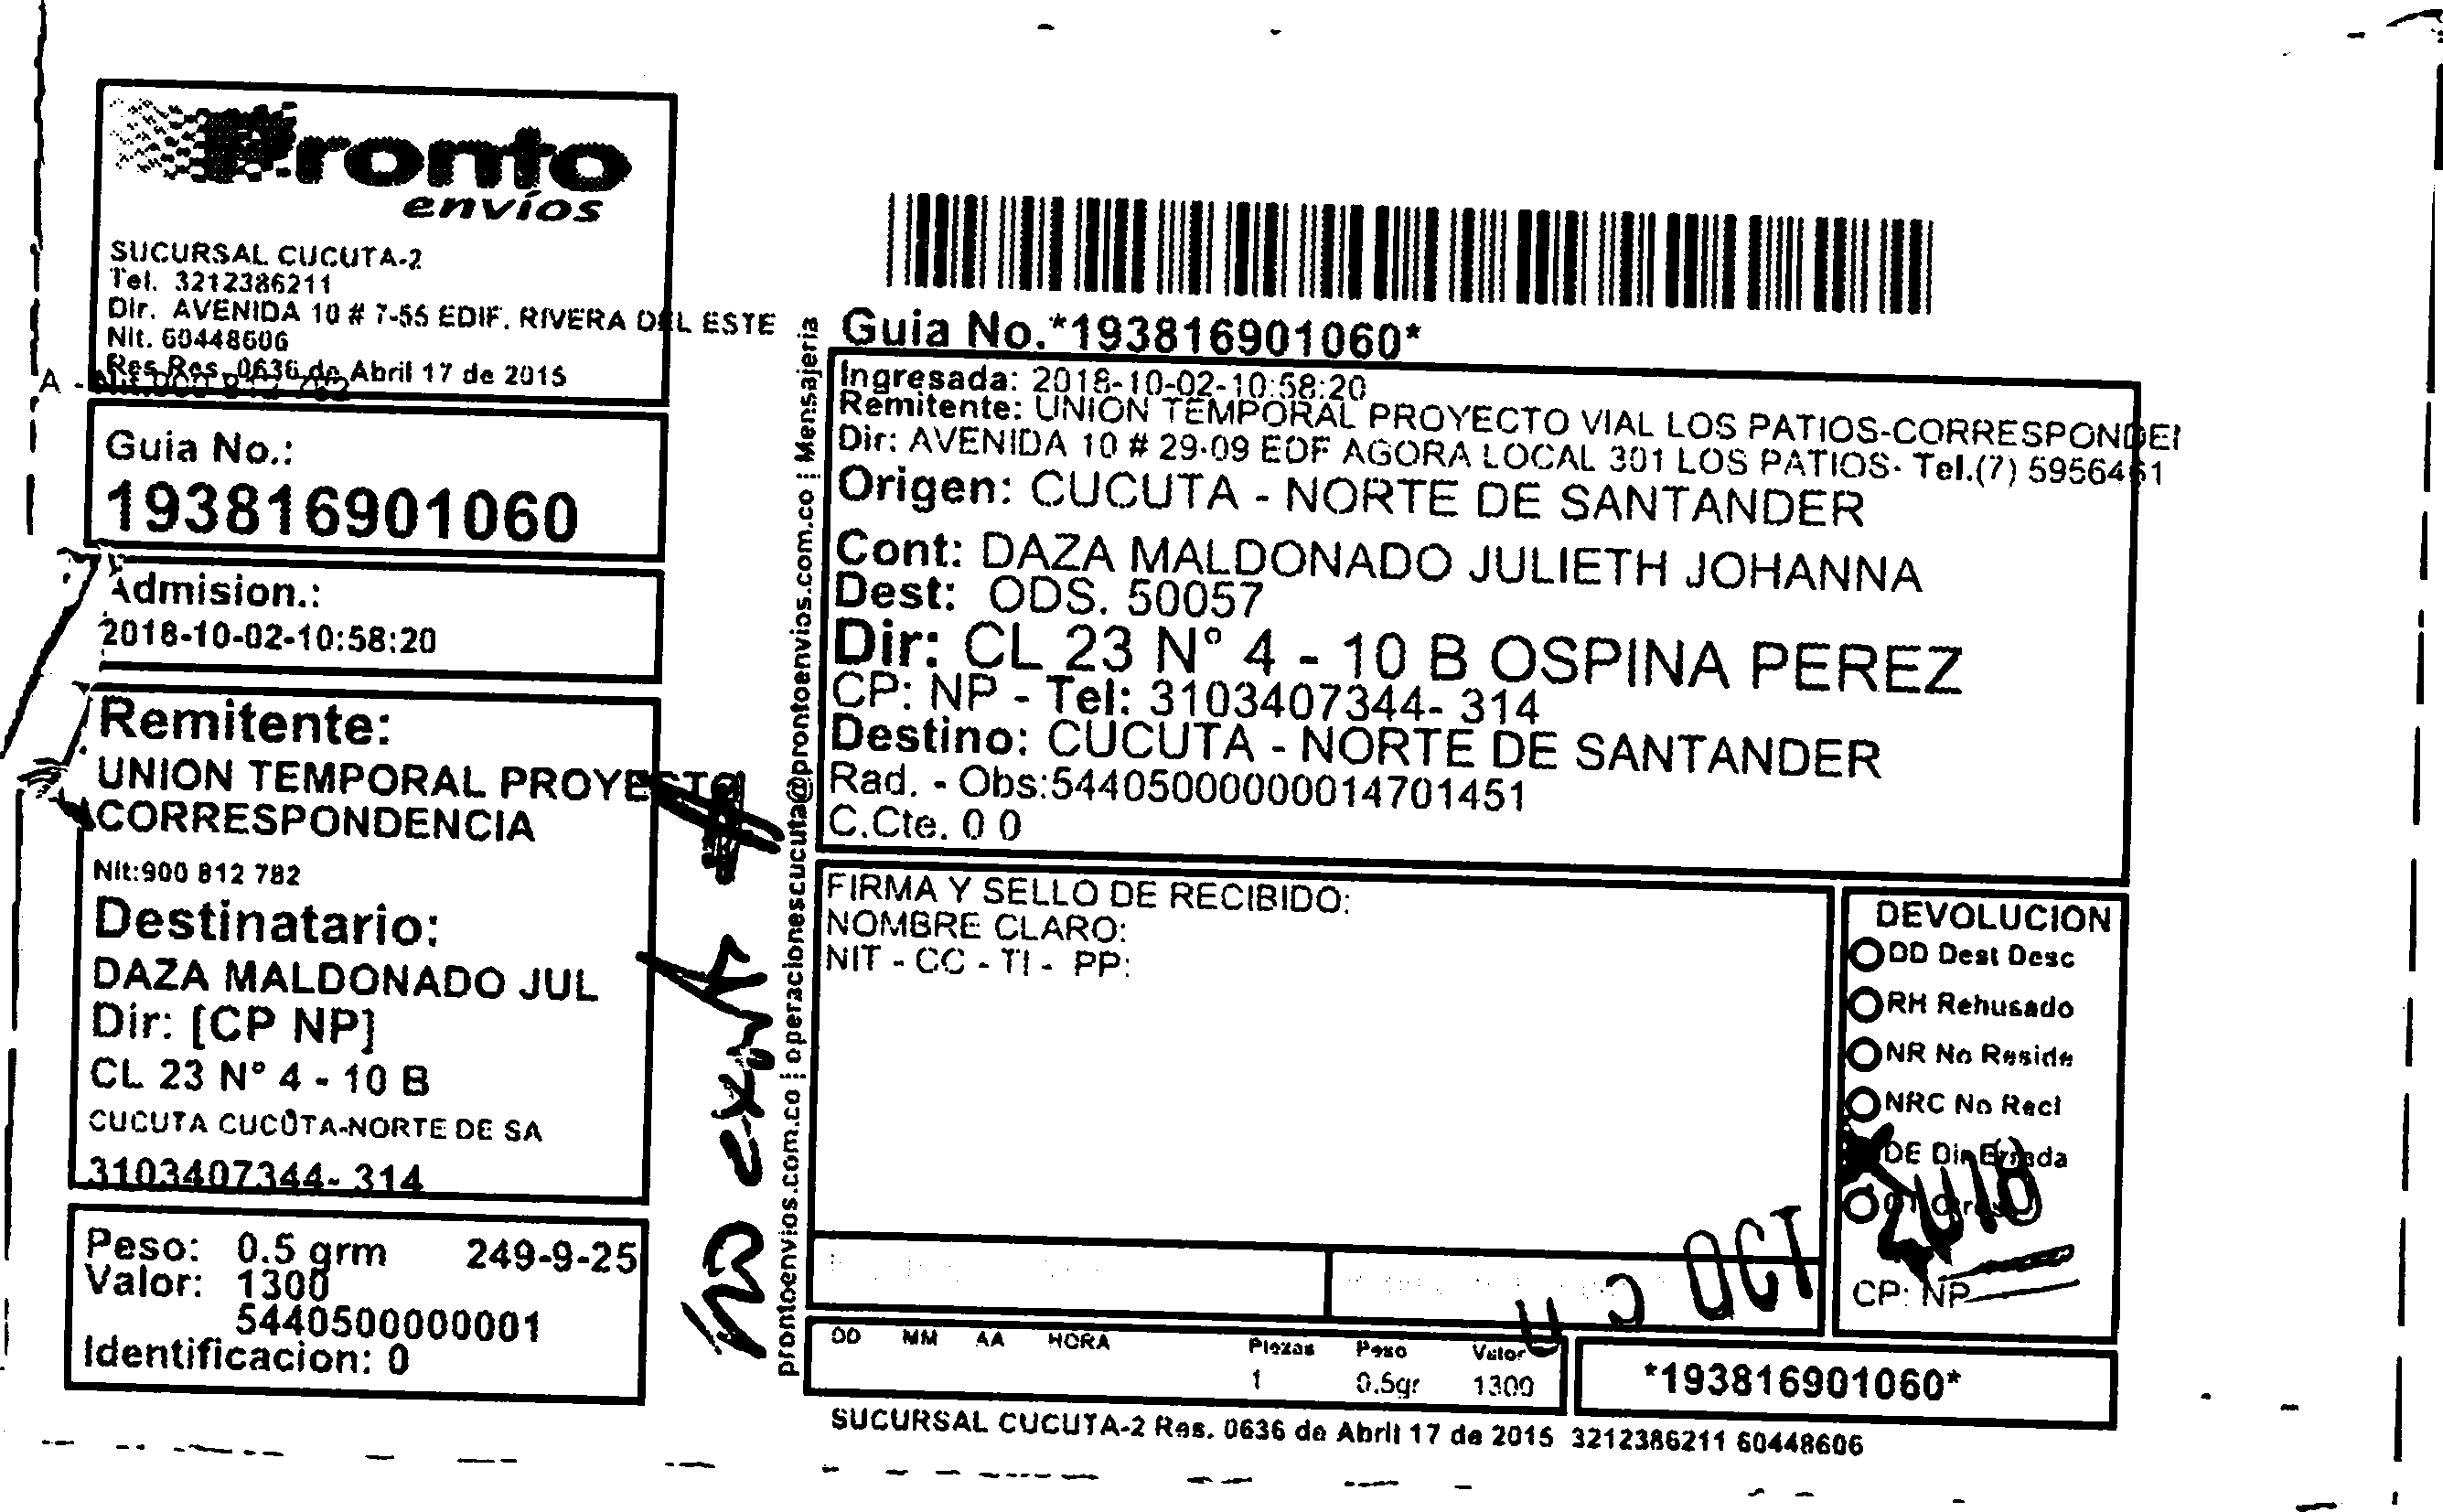 Pronto
envíos
SUCURSAL CUCUTA-2
Tel. 3212386211
Dir. AVENIDA 10 # 7-55 EDIF. RIVERA DEL ESTE
Nit. 60448606
Res Res. 0636 de Abril 17 de 2015
A - Nit.900 812 782
Guia No.:
193816901060
Admision.:
2018-10-02-10:58:20
Remitente:
UNION TEMPORAL PROYECTO
CORRESPONDENCIA
Nit:900 812 782
Destinatario:
DAZA MALDONADO JUL
Dir: [CP NP]
CL 23 N° 4 - 10 B
CUCUTA CUCUTA-NORTE DE SA
3103407344- 314
Peso: 0.5 grm 249-9-25
Valor: 1300
5440500000001
Identificacion: 0
prontoenvios.com.co | operacionescucuta@prontoenvios.com.co | Mensajeria
Guia No.*193816901060*
Ingresada: 2018-10-02-10:58:20
Remitente: UNION TEMPORAL PROYECTO VIAL LOS PATIOS-CORRESPONDEN
Dir: AVENIDA 10 # 29-09 EDF AGORA LOCAL 301 LOS PATIOS- Tel.(7) 5956461
Origen: CUCUTA - NORTE DE SANTANDER
Cont: DAZA MALDONADO JULIETH JOHANNA
Dest: ODS. 50057
Dir: CL 23 N° 4 - 10 B OSPINA PEREZ
CP: NP - Tel: 3103407344- 314
Destino: CUCUTA - NORTE DE SANTANDER
Rad. - Obs:544050000000014701451
C.Cte. 0 0
FIRMA Y SELLO DE RECIBIDO:
NOMBRE CLARO:
NIT - CC - TI - PP:
DEVOLUCION
DD Dest Desc
RH Rehusado
NR No Reside
NRC No Recl
DE Dir Errada
OCT 2018
CP: NP
DD MM AA HORA
Piezas Peso Valor
1 0.5gr 1300
*193816901060*
SUCURSAL CUCUTA-2 Res. 0636 de Abril 17 de 2015 3212386211 60448606